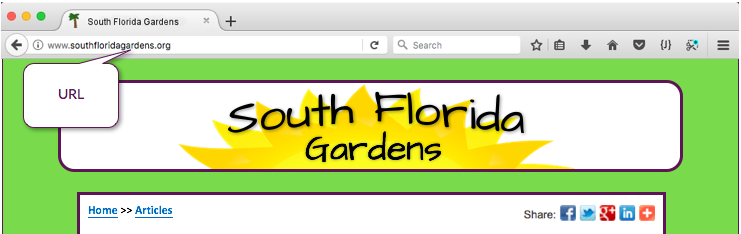 South Florida Gardens
www.southfloridagardens.org
Search
URL
South Florida
Gardens
Home >> Articles
Share: